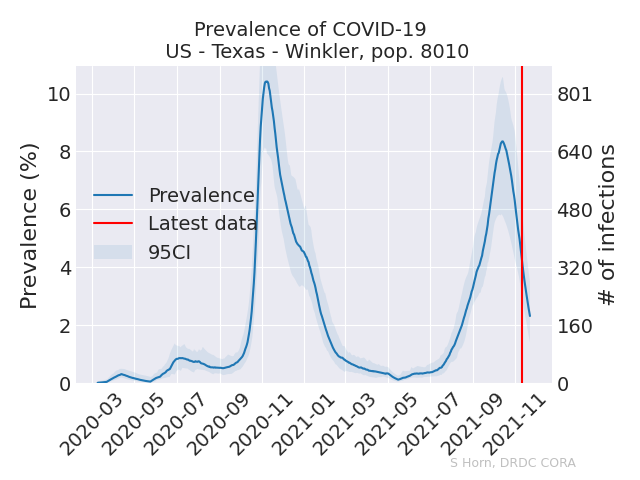 Prevalence of COVID-19
US - Texas - Winkler, pop. 8010
Prevalence (%)
10
8
6
4
2
0
801
640
480
320
160
0
# of infections
Prevalence
Latest data
95CI
2020-03
2020-05
2020-07
2020-09
2020-11
2021-01
2021-03
2021-05
2021-07
2021-09
2021-11
S Horn, DRDC CORA